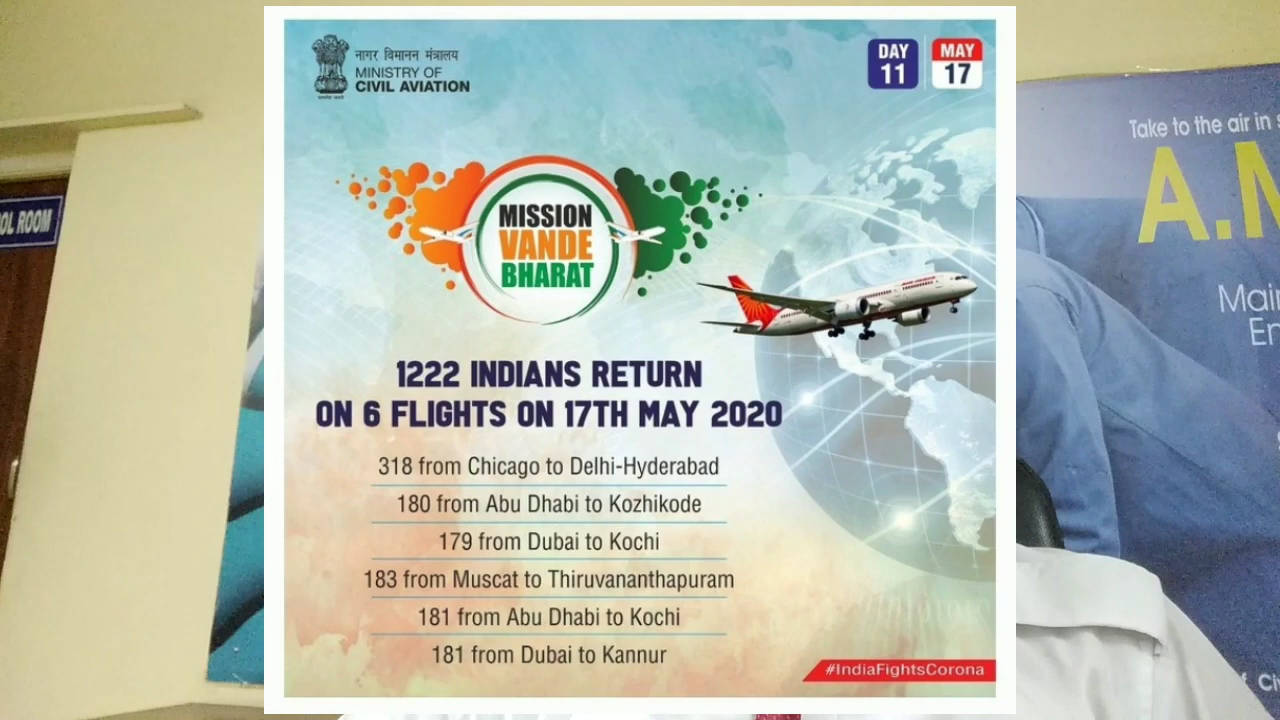 नागर विमानन मंत्रालय
MINISTRY OF
CIVIL AVIATION
DAY
11
MAY
17
MISSION
VANDE
BHARAT
1222 INDIANS RETURN
ON 6 FLIGHTS ON 17TH MAY 2020
318 from Chicago to Delhi-Hyderabad
180 from Abu Dhabi to Kozhikode
179 from Dubai to Kochi
183 from Muscat to Thiruvananthapuram
181 from Abu Dhabi to Kochi
181 from Dubai to Kannur
#IndiaFightsCorona
OL ROOM
Take to the air in
A.M